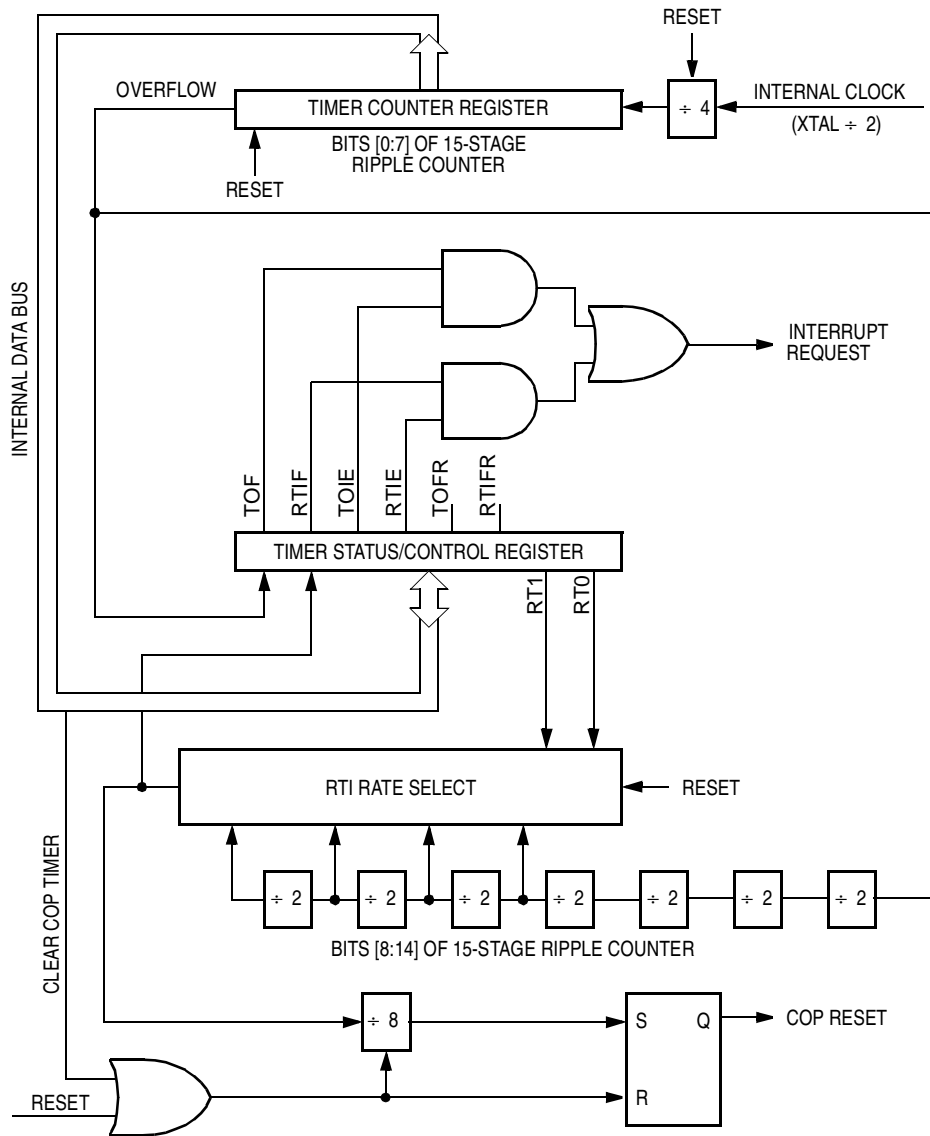 RESET
OVERFLOW
TIMER COUNTER REGISTER
÷ 4
INTERNAL CLOCK
(XTAL ÷ 2)
BITS [0:7] OF 15-STAGE
RIPPLE COUNTER
RESET
INTERNAL DATA BUS
INTERRUPT
REQUEST
TOF
RTIF
TOIE
RTIE
TOFR
RTIFR
TIMER STATUS/CONTROL REGISTER
RT1
RT0
RTI RATE SELECT
RESET
CLEAR COP TIMER
÷ 2
÷ 2
÷ 2
÷ 2
÷ 2
÷ 2
÷ 2
BITS [8:14] OF 15-STAGE RIPPLE COUNTER
÷ 8
S
Q
COP RESET
RESET
R